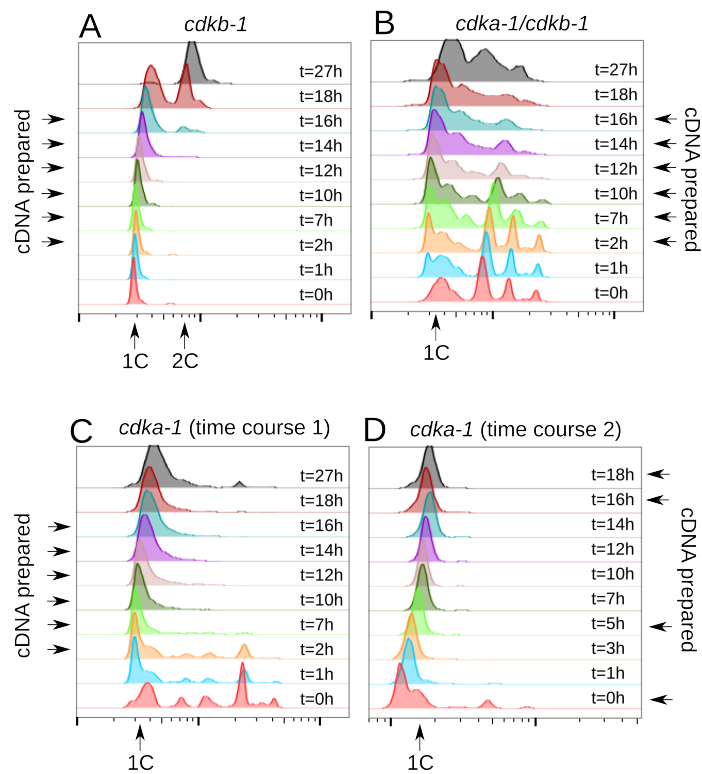 A
cdkb-1
t=27h
t=18h
t=16h
t=14h
t=12h
t=10h
t=7h
t=2h
t=1h
t=0h
cDNA prepared
1C
2C
B
cdka-1/cdkb-1
t=27h
t=18h
t=16h
t=14h
t=12h
t=10h
t=7h
t=2h
t=1h
t=0h
cDNA prepared
1C
C
cdka-1 (time course 1)
t=27h
t=18h
t=16h
t=14h
t=12h
t=10h
t=7h
t=2h
t=1h
t=0h
cDNA prepared
1C
D
cdka-1 (time course 2)
t=18h
t=16h
t=14h
t=12h
t=10h
t=7h
t=5h
t=3h
t=1h
t=0h
cDNA prepared
1C